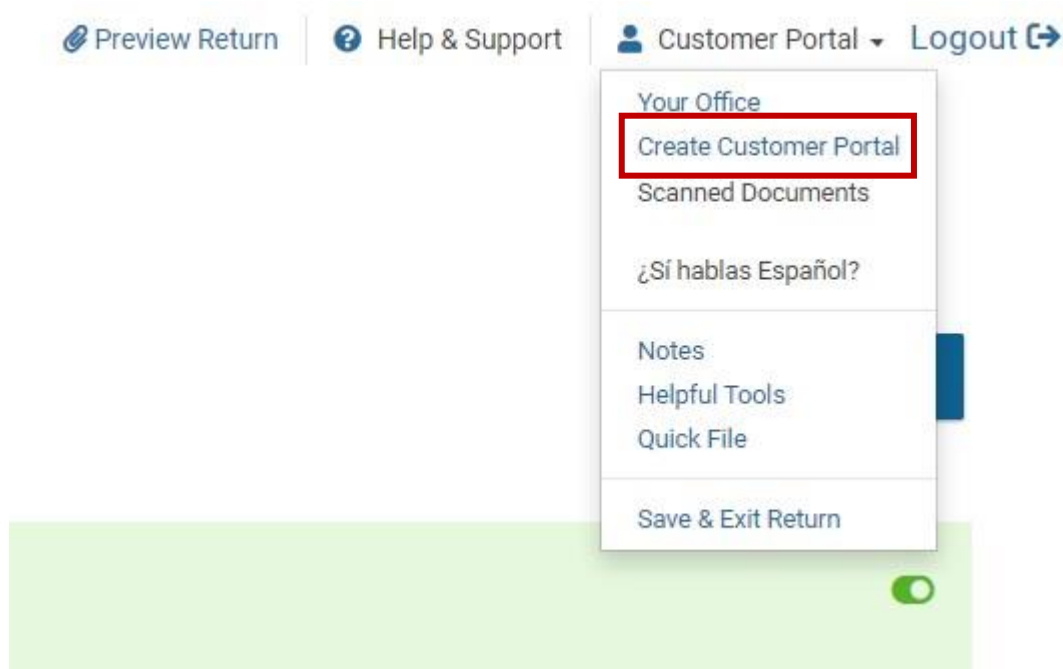 Preview Return Help & Support Customer Portal Logout
Your Office
Create Customer Portal
Scanned Documents
¿Sí hablas Español?
Notes
Helpful Tools
Quick File
Save & Exit Return